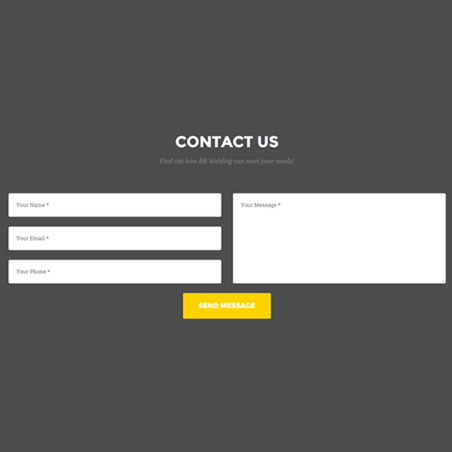 CONTACT US
Find out how BB Welding can meet your needs!
Your Name *
Your Email *
Your Phone *
Your Message *
SEND MESSAGE